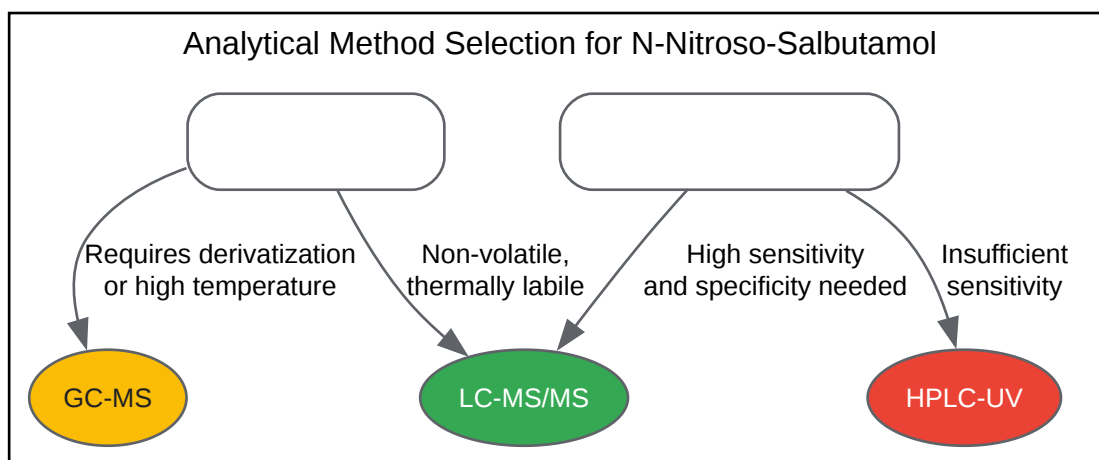 Analytical Method Selection for N-Nitroso-Salbutamol
Requires derivatization
or high temperature
Non-volatile,
thermally labile
High sensitivity
and specificity needed
Insufficient
sensitivity
GC-MS
LC-MS/MS
HPLC-UV